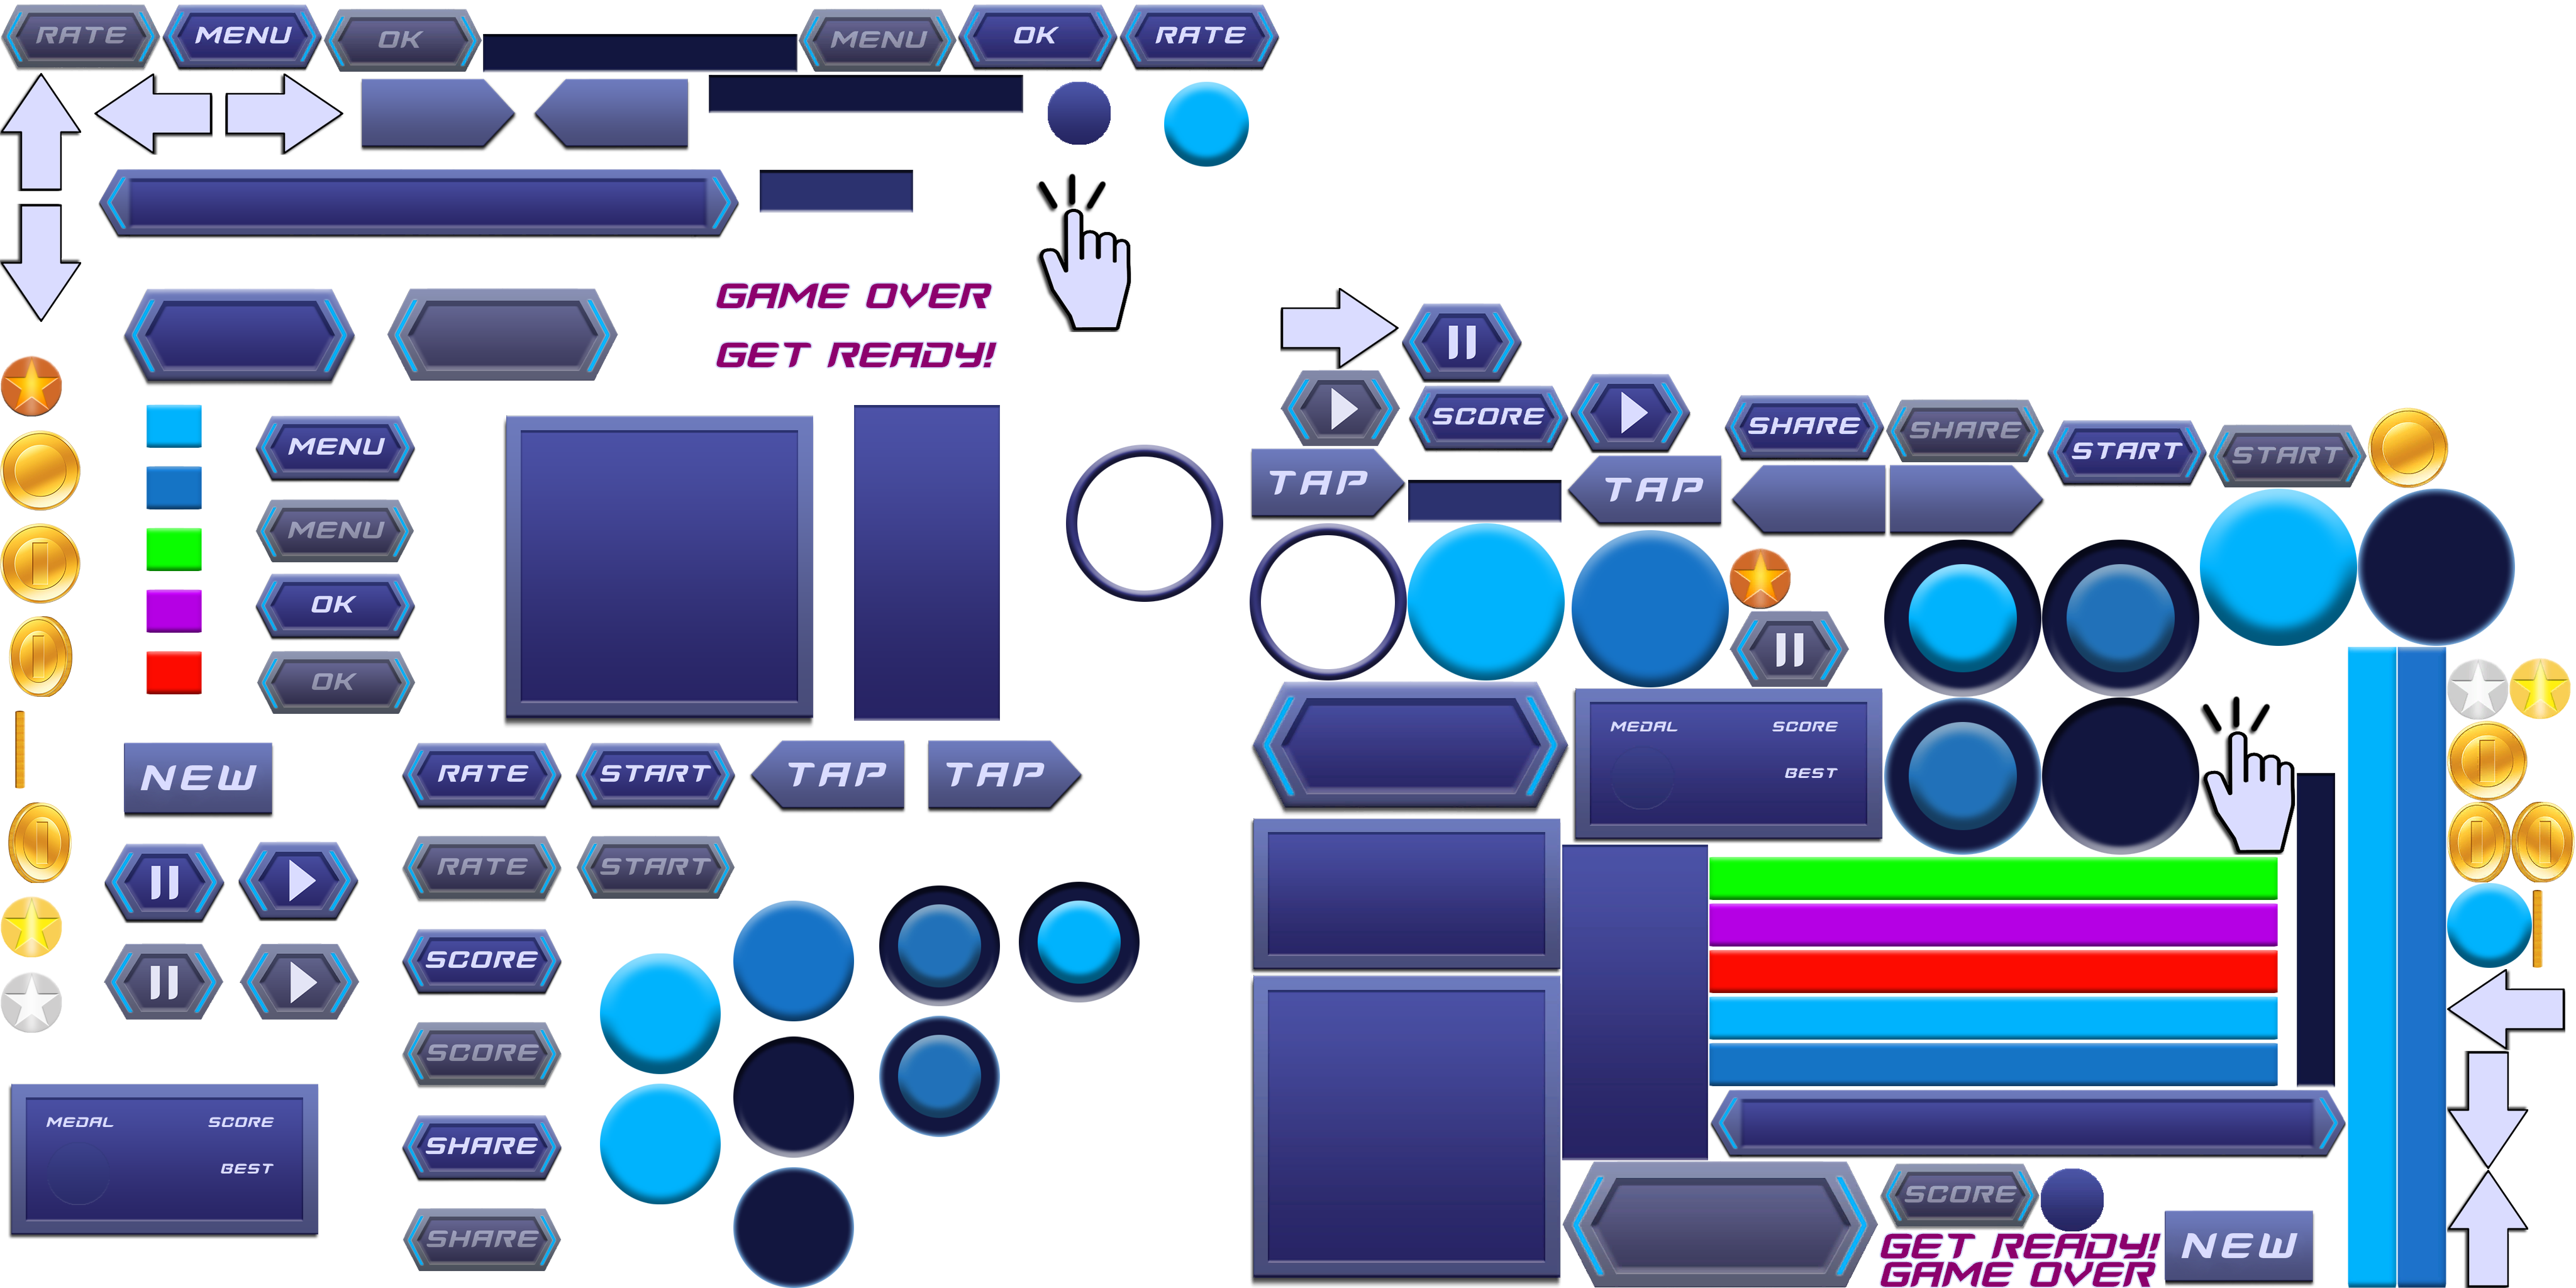 RATE
MENU
OK
MENU
OK
RATE
GAME OVER
GET READY!
MENU
MENU
OK
OK
NEW
RATE
START
TAP
TAP
RATE
START
SCORE
SCORE
SHARE
SHARE
MEDAL
SCORE
BEST
SCORE
SHARE
SHARE
START
START
TAP
TAP
MEDAL
SCORE
BEST
SCORE
GET READY!
GAME OVER
NEW